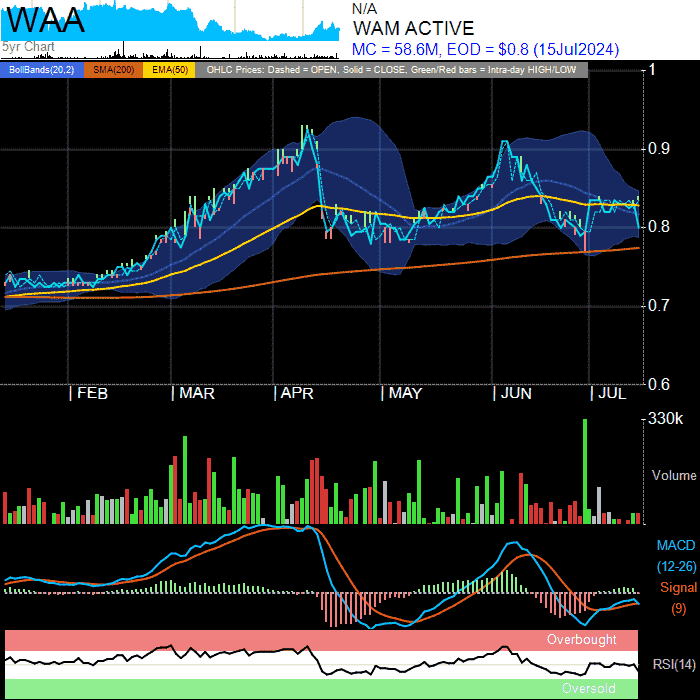 WAA
5yr Chart
N/A
WAM ACTIVE
MC = 58.6M, EOD = $0.8 (15Jul2024)
BollBands(20,2) SMA(200) EMA(50) OHLC Prices: Dashed = OPEN, Solid = CLOSE, Green/Red bars = Intra-day HIGH/LOW
1
0.9
0.8
0.7
0.6
FEB MAR APR MAY JUN JUL
330k
Volume
MACD
(12-26)
Signal
(9)
Overbought
RSI(14)
Oversold